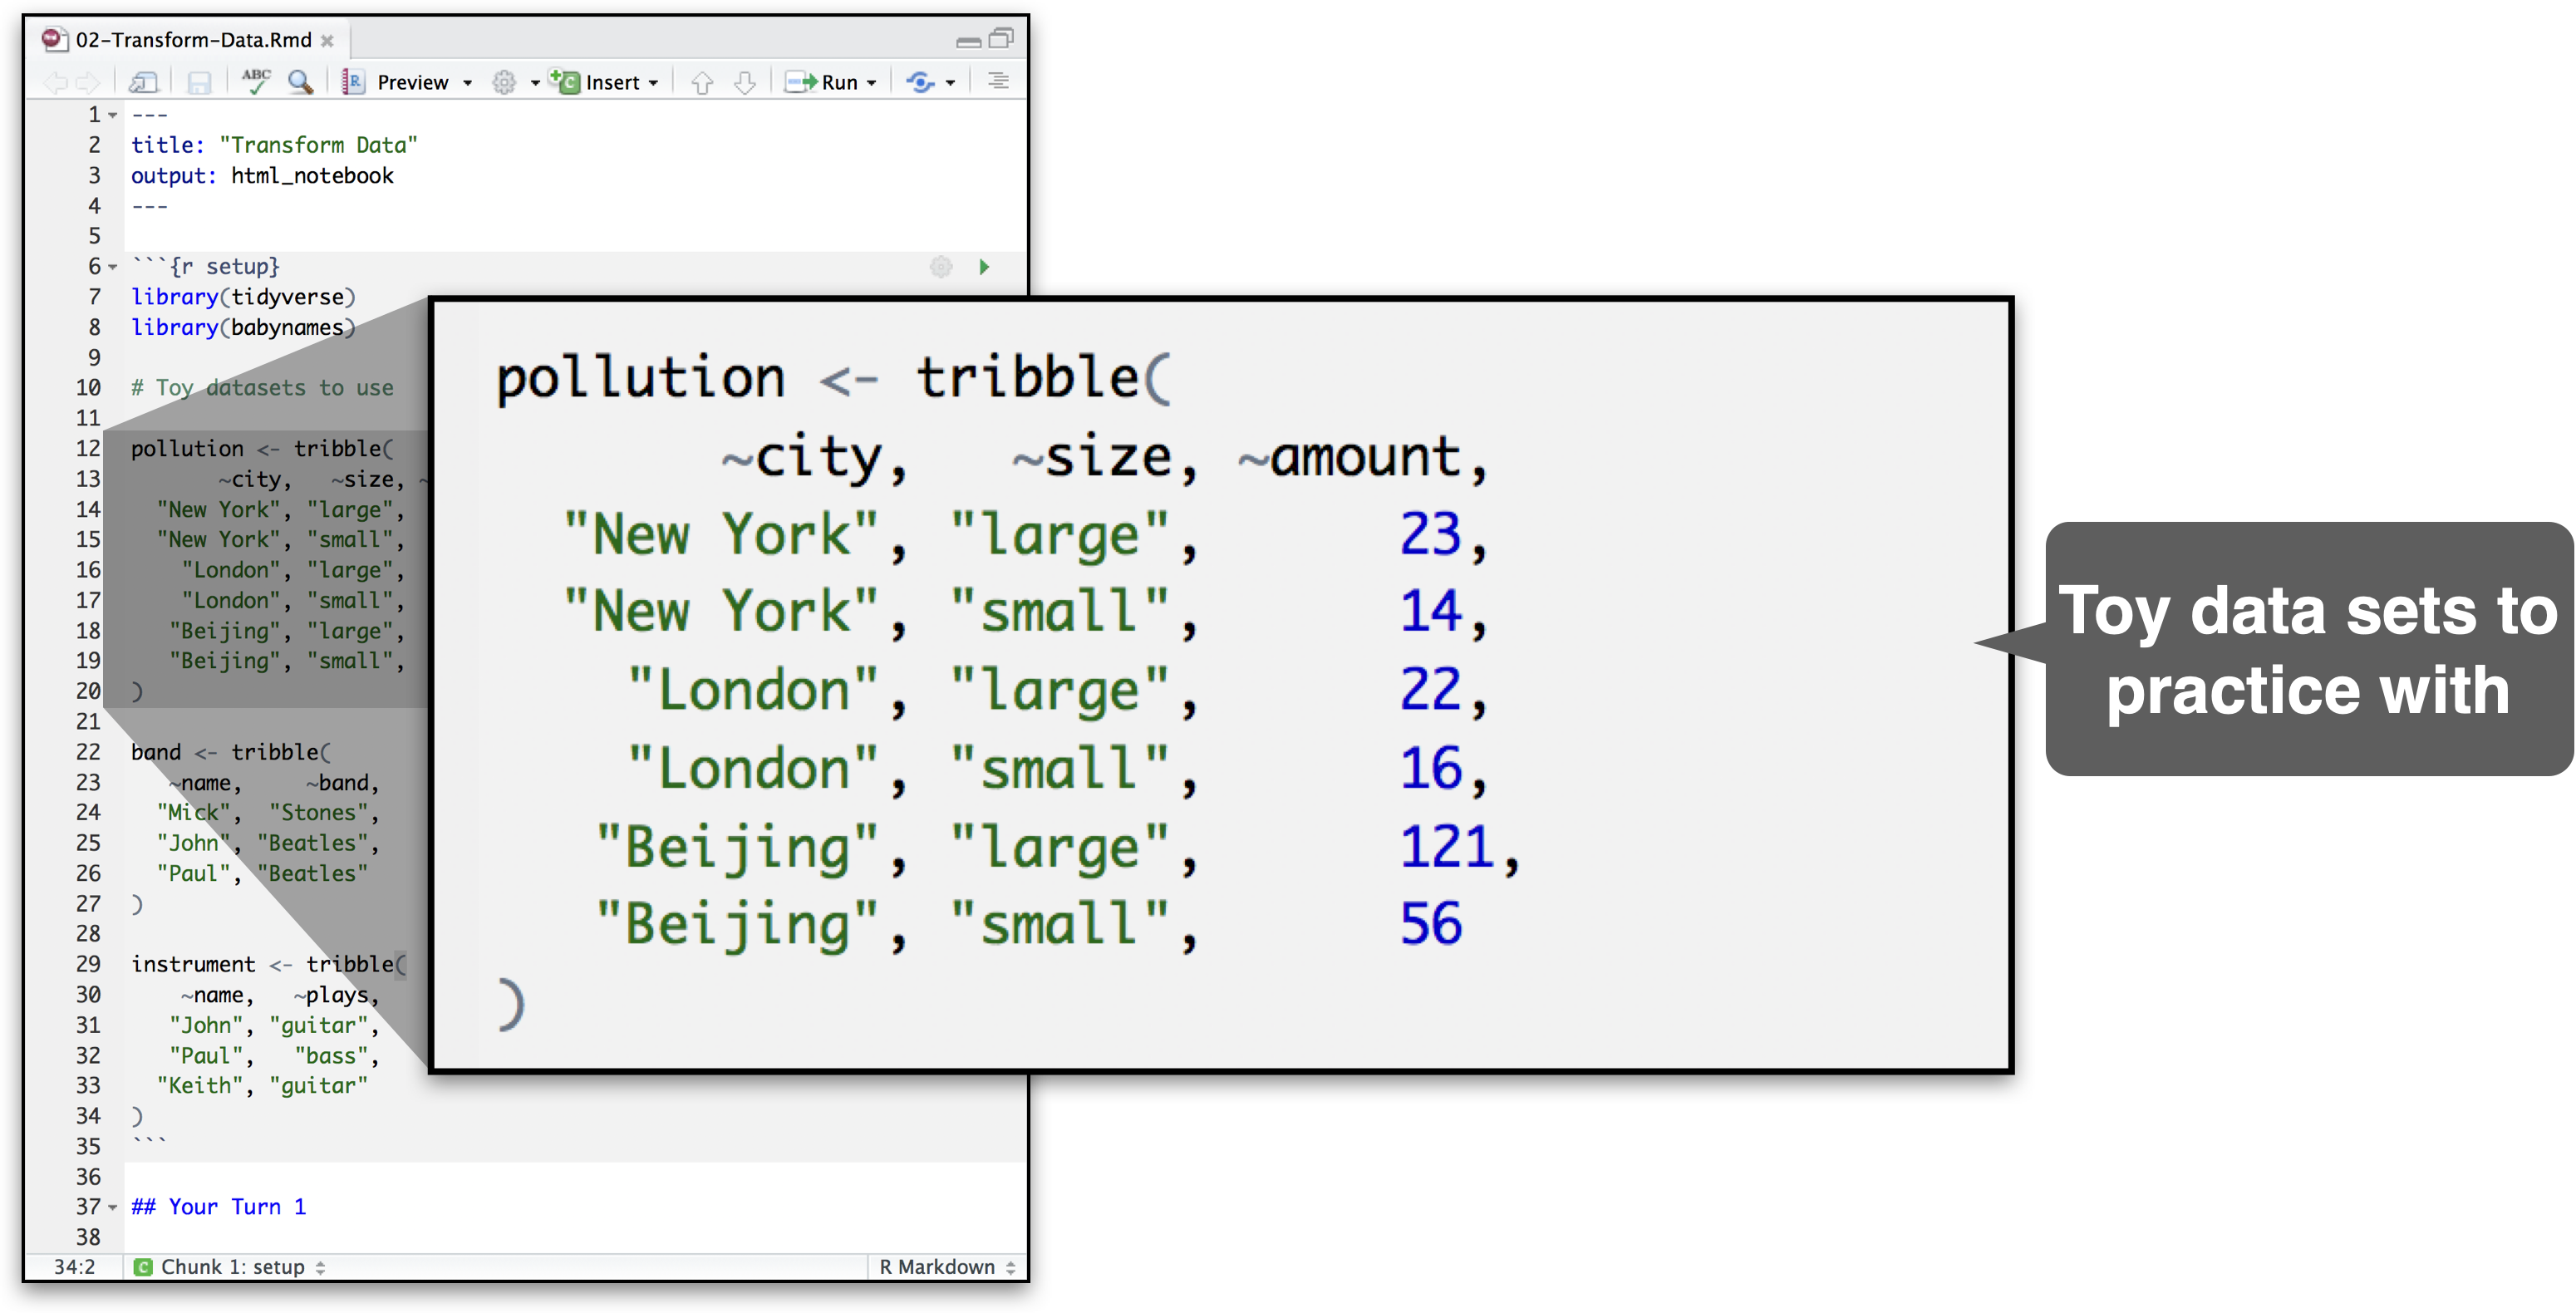 02-Transform-Data.Rmd
ABC Preview Insert Run
1 ---
2 title: "Transform Data"
3 output: html_notebook
4 ---
5
6 ```{r setup}
7 library(tidyverse)
8 library(babynames)
9
10 # Toy datasets to use
11
12 pollution <- tribble(
13 ~city, ~size, ~
14 "New York", "large",
15 "New York", "small",
16 "London", "large",
17 "London", "small",
18 "Beijing", "large",
19 "Beijing", "small",
20 )
21
22 band <- tribble(
23 ~name, ~band,
24 "Mick", "Stones",
25 "John", "Beatles",
26 "Paul", "Beatles"
27 )
28
29 instrument <- tribble(
30 ~name, ~plays,
31 "John", "guitar",
32 "Paul", "bass",
33 "Keith", "guitar"
34 )
35 ```
36
37 ## Your Turn 1
38
34:2 C Chunk 1: setup R Markdown
pollution <- tribble(
~city, ~size, ~amount,
"New York", "large", 23,
"New York", "small", 14,
"London", "large", 22,
"London", "small", 16,
"Beijing", "large", 121,
"Beijing", "small", 56
)
Toy data sets to
practice with